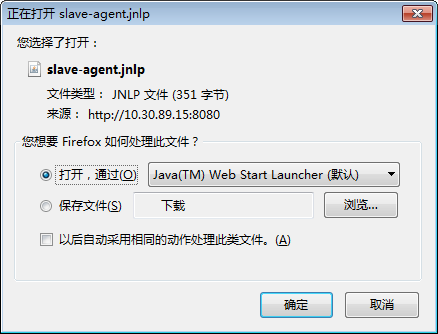 正在打开 slave-agent.jnlp
您选择了打开：
slave-agent.jnlp
文件类型： JNLP 文件 (351 字节)
来源： http://10.30.89.15:8080
您想要 Firefox 如何处理此文件？
打开，通过(O) Java(TM) Web Start Launcher (默认)
保存文件(S) 下载 浏览...
以后自动采用相同的动作处理此类文件。(A)
确定 取消